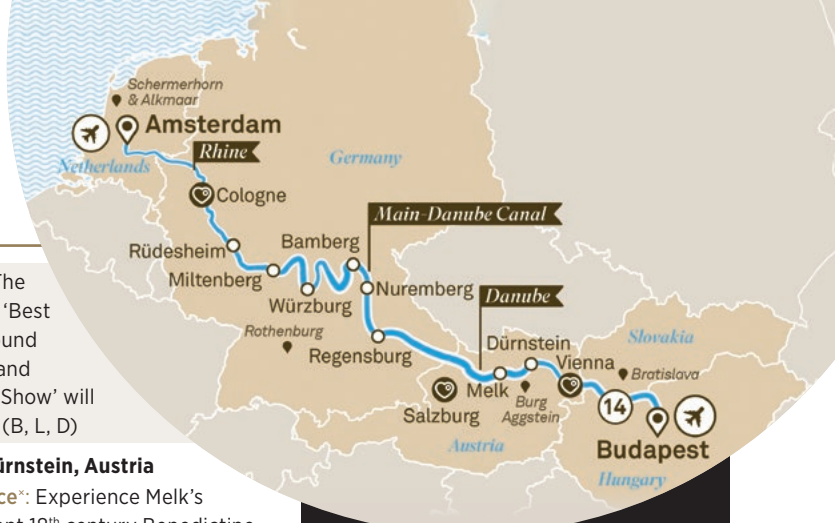 Schermerhorn
& Alkmaar
Amsterdam
Netherlands
Rhine
Germany
Cologne
Main-Danube Canal
Rüdesheim
Bamberg
Miltenberg
Würzburg
Nuremberg
Danube
Rothenburg
Regensburg
Dürnstein
Slovakia
Vienna
Bratislava
Melk
Burg
Aggstein
Salzburg
14
Austria
Budapest
Hungary
The
'Best
ound
and
Show' will
(B, L, D)
ürnstein, Austria
ce×: Experience Melk's